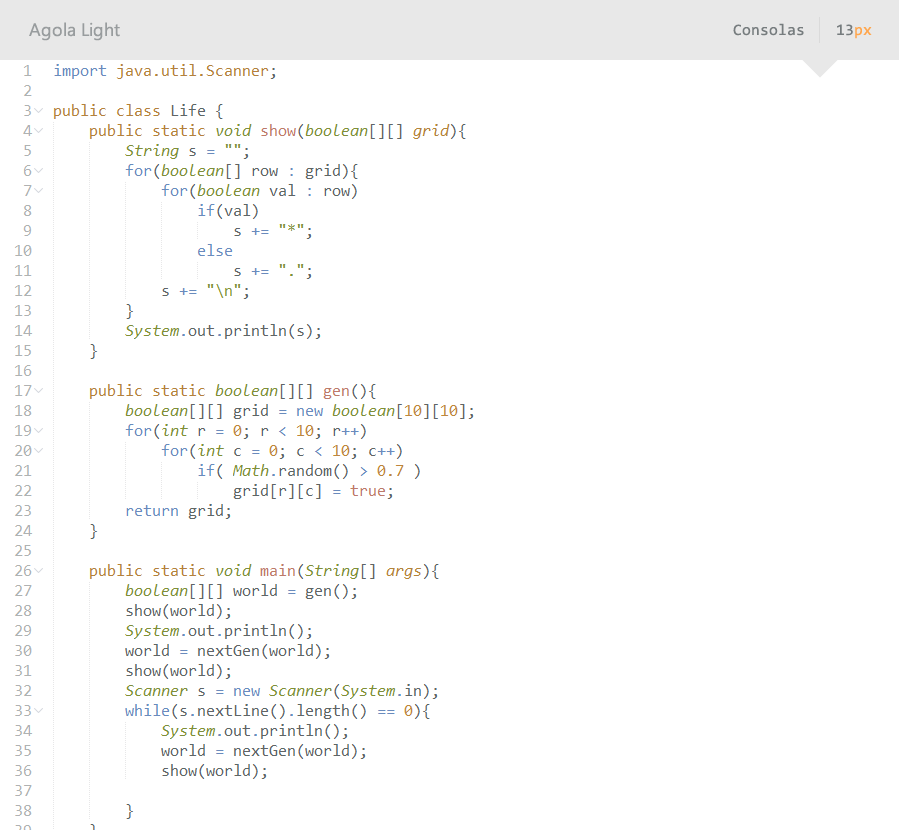 Agola Light
Consolas 13px
1 import java.util.Scanner;
2
3 public class Life {
4     public static void show(boolean[][] grid){
5         String s = "";
6         for(boolean[] row : grid){
7             for(boolean val : row)
8                 if(val)
9                     s += "*";
10                 else
11                     s += ".";
12             s += "\n";
13         }
14         System.out.println(s);
15     }
16
17     public static boolean[][] gen(){
18         boolean[][] grid = new boolean[10][10];
19         for(int r = 0; r < 10; r++)
20             for(int c = 0; c < 10; c++)
21                 if( Math.random() > 0.7 )
22                     grid[r][c] = true;
23         return grid;
24     }
25
26     public static void main(String[] args){
27         boolean[][] world = gen();
28         show(world);
29         System.out.println();
30         world = nextGen(world);
31         show(world);
32         Scanner s = new Scanner(System.in);
33         while(s.nextLine().length() == 0){
34             System.out.println();
35             world = nextGen(world);
36             show(world);
37
38         }
39     }